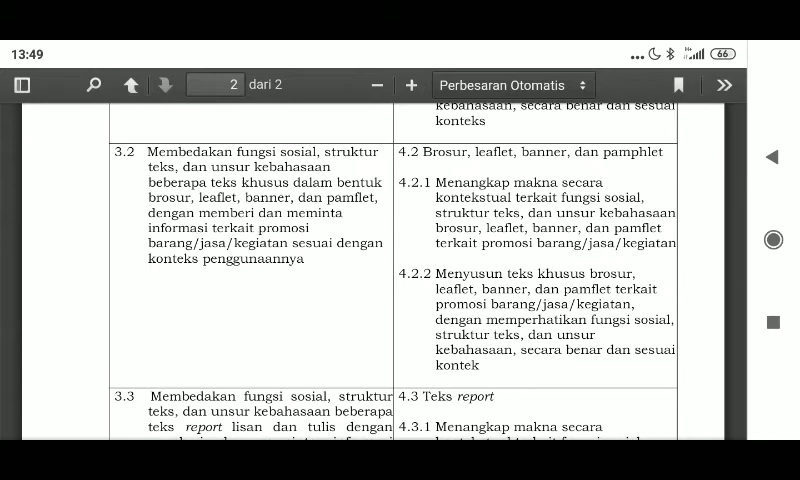 13:49
66
2 dari 2
Perbesaran Otomatis
kebahasaan, secara benar dan sesuai
konteks
3.2 Membedakan fungsi sosial, struktur
teks, dan unsur kebahasaan
beberapa teks khusus dalam bentuk
brosur, leaflet, banner, dan pamflet,
dengan memberi dan meminta
informasi terkait promosi
barang/jasa/kegiatan sesuai dengan
konteks penggunaannya
4.2 Brosur, leaflet, banner, dan pamphlet
4.2.1 Menangkap makna secara
kontekstual terkait fungsi sosial,
struktur teks, dan unsur kebahasaan
brosur, leaflet, banner, dan pamflet
terkait promosi barang/jasa/kegiatan
4.2.2 Menyusun teks khusus brosur,
leaflet, banner, dan pamflet terkait
promosi barang/jasa/kegiatan,
dengan memperhatikan fungsi sosial,
struktur teks, dan unsur
kebahasaan, secara benar dan sesuai
kontek
3.3 Membedakan fungsi sosial, struktur
teks, dan unsur kebahasaan beberapa
teks report lisan dan tulis dengan
4.3 Teks report
4.3.1 Menangkap makna secara